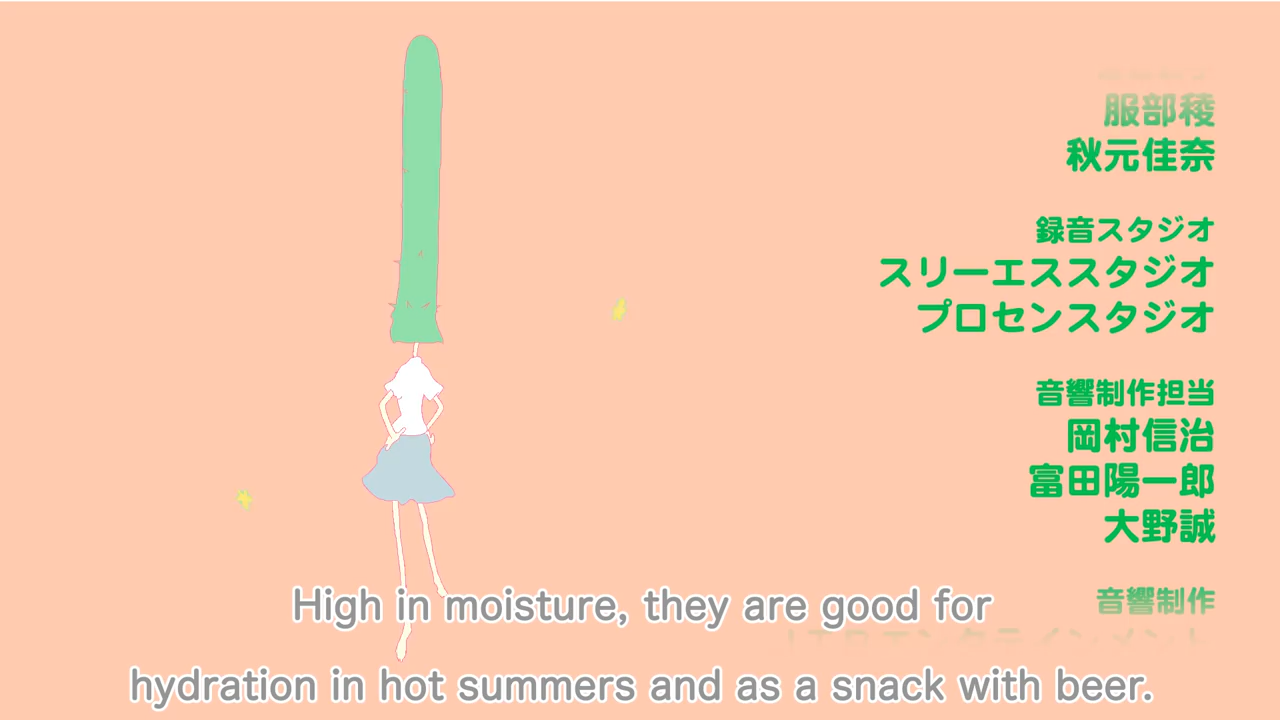 服部稜
秋元佳奈
録音スタジオ
スリーエススタジオ
プロセンスタジオ
音響制作担当
岡村信治
富田陽一郎
大野誠
音響制作
High in moisture, they are good for
hydration in hot summers and as a snack with beer.